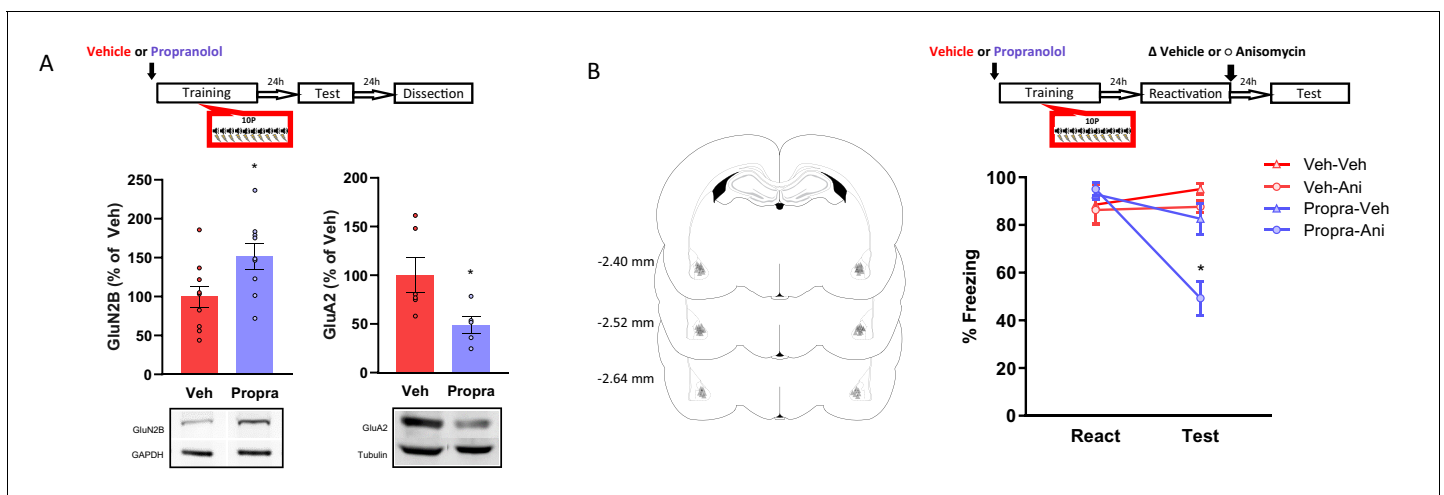 A
Vehicle or Propranolol
Training
24h
Test
24h
Dissection
10P
*
250
200
150
100
50
0
GluN2B (% of Veh)
Veh
Propra
GluN2B
GAPDH
*
200
150
100
50
0
GluA2 (% of Veh)
Veh
Propra
GluA2
Tubulin
B
Vehicle or Propranolol
Δ Vehicle or ○ Anisomycin
Training
24h
Reactivation
24h
Test
10P
-2.40 mm
-2.52 mm
-2.64 mm
100
80
60
40
20
0
% Freezing
*
React
Test
Veh-Veh
Veh-Ani
Propra-Veh
Propra-Ani